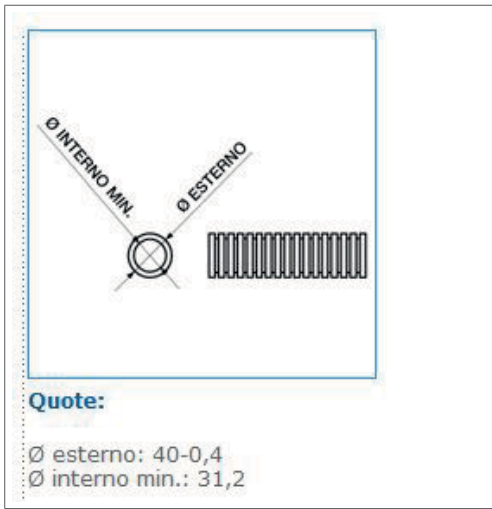 Ø INTERNO MIN.
Ø ESTERNO
Quote:
Ø esterno: 40-0,4
Ø interno min.: 31,2